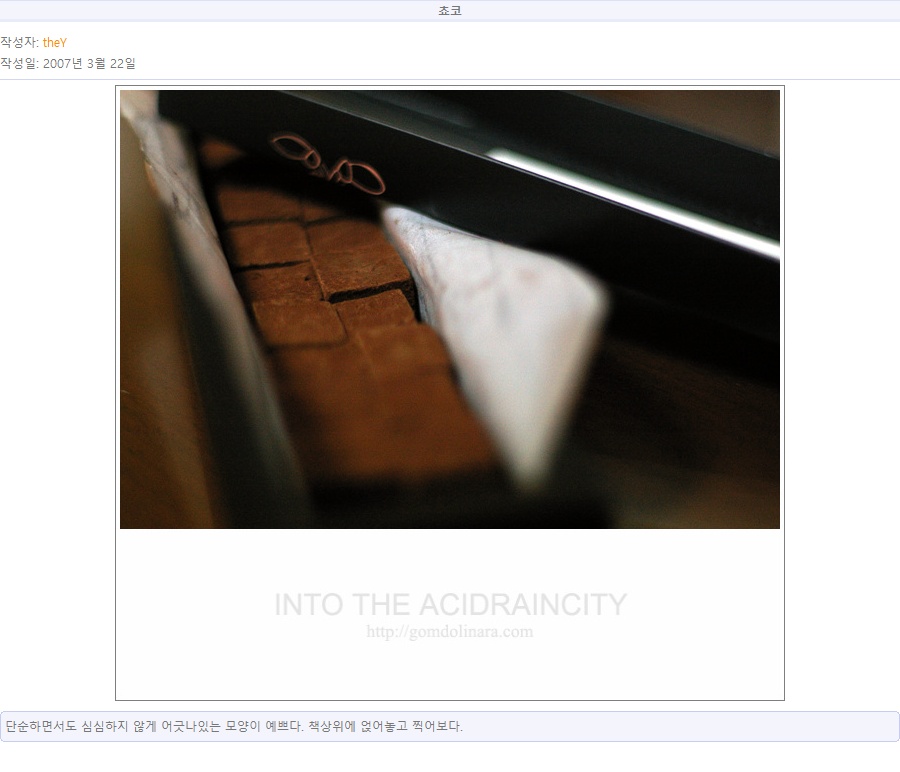 쵸코
작성자: theY
작성일: 2007년 3월 22일
INTO THE ACIDRAINCITY
http://gomdolinara.com
단순하면서도 심심하지 않게 어긋나있는 모양이 예쁘다. 책상위에 얹어놓고 찍어보다.